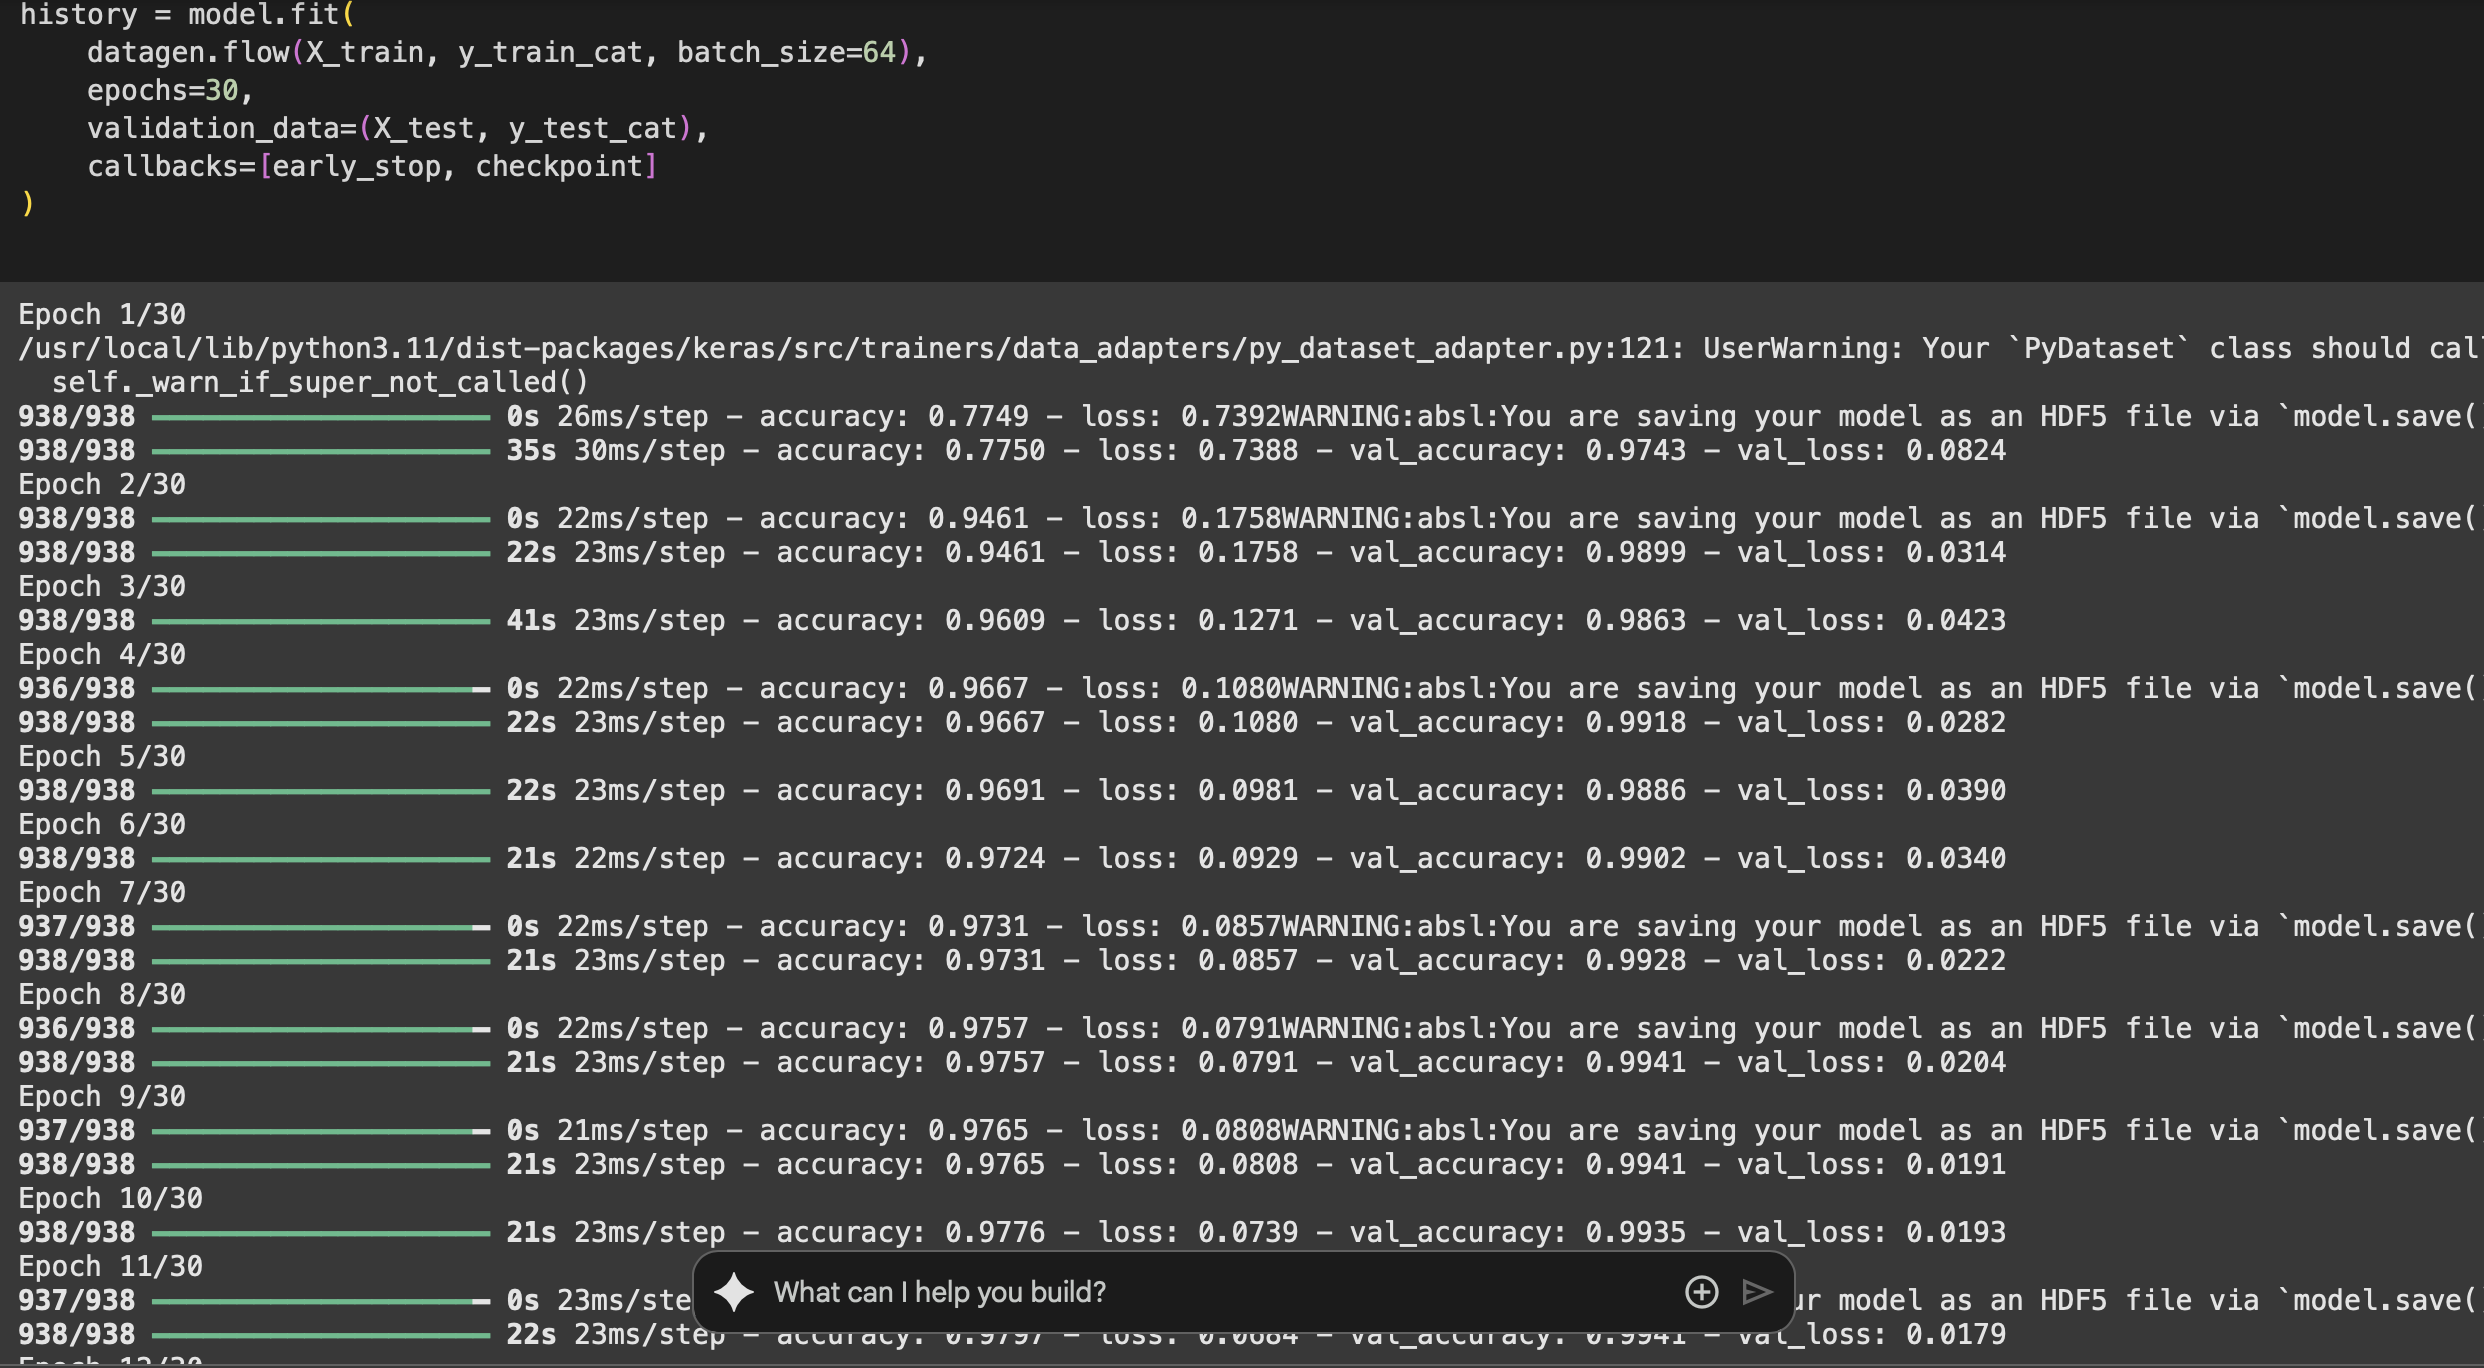 history = model.fit(
    datagen.flow(X_train, y_train_cat, batch_size=64),
    epochs=30,
    validation_data=(X_test, y_test_cat),
    callbacks=[early_stop, checkpoint]
)
Epoch 1/30
/usr/local/lib/python3.11/dist-packages/keras/src/trainers/data_adapters/py_dataset_adapter.py:121: UserWarning: Your `PyDataset` class should call
  self._warn_if_super_not_called()
938/938 0s 26ms/step - accuracy: 0.7749 - loss: 0.7392WARNING:absl:You are saving your model as an HDF5 file via `model.save()
938/938 35s 30ms/step - accuracy: 0.7750 - loss: 0.7388 - val_accuracy: 0.9743 - val_loss: 0.0824
Epoch 2/30
938/938 0s 22ms/step - accuracy: 0.9461 - loss: 0.1758WARNING:absl:You are saving your model as an HDF5 file via `model.save(
938/938 22s 23ms/step - accuracy: 0.9461 - loss: 0.1758 - val_accuracy: 0.9899 - val_loss: 0.0314
Epoch 3/30
938/938 41s 23ms/step - accuracy: 0.9609 - loss: 0.1271 - val_accuracy: 0.9863 - val_loss: 0.0423
Epoch 4/30
936/938 0s 22ms/step - accuracy: 0.9667 - loss: 0.1080WARNING:absl:You are saving your model as an HDF5 file via `model.save(
938/938 22s 23ms/step - accuracy: 0.9667 - loss: 0.1080 - val_accuracy: 0.9918 - val_loss: 0.0282
Epoch 5/30
938/938 22s 23ms/step - accuracy: 0.9691 - loss: 0.0981 - val_accuracy: 0.9886 - val_loss: 0.0390
Epoch 6/30
938/938 21s 22ms/step - accuracy: 0.9724 - loss: 0.0929 - val_accuracy: 0.9902 - val_loss: 0.0340
Epoch 7/30
937/938 0s 22ms/step - accuracy: 0.9731 - loss: 0.0857WARNING:absl:You are saving your model as an HDF5 file via `model.save(
938/938 21s 23ms/step - accuracy: 0.9731 - loss: 0.0857 - val_accuracy: 0.9928 - val_loss: 0.0222
Epoch 8/30
936/938 0s 22ms/step - accuracy: 0.9757 - loss: 0.0791WARNING:absl:You are saving your model as an HDF5 file via `model.save(
938/938 21s 23ms/step - accuracy: 0.9757 - loss: 0.0791 - val_accuracy: 0.9941 - val_loss: 0.0204
Epoch 9/30
937/938 0s 21ms/step - accuracy: 0.9765 - loss: 0.0808WARNING:absl:You are saving your model as an HDF5 file via `model.save(
938/938 21s 23ms/step - accuracy: 0.9765 - loss: 0.0808 - val_accuracy: 0.9941 - val_loss: 0.0191
Epoch 10/30
938/938 21s 23ms/step - accuracy: 0.9776 - loss: 0.0739 - val_accuracy: 0.9935 - val_loss: 0.0193
Epoch 11/30
What can I help you build?
937/938 0s 23ms/ste ur model as an HDF5 file via `model.save(
938/938 22s 23ms/step - accuracy: 0.9797 - loss: 0.0684 - val_accuracy: 0.9941 - val_loss: 0.0179